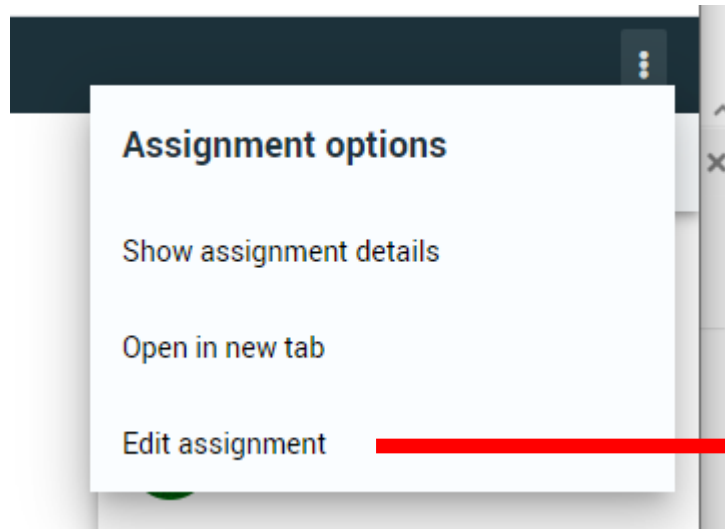 Assignment options
Show assignment details
Open in new tab
Edit assignment